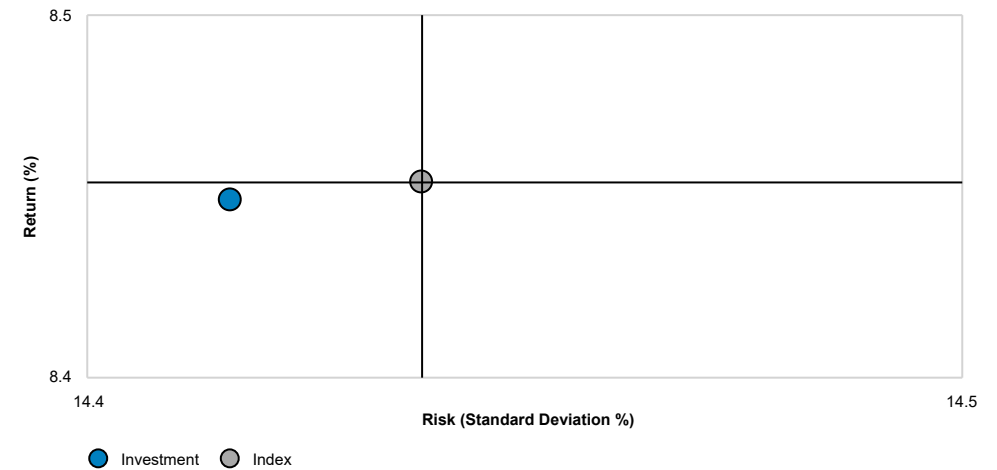 8.5
Return (%)
8.4
14.4
14.5
Risk (Standard Deviation %)
Investment
Index